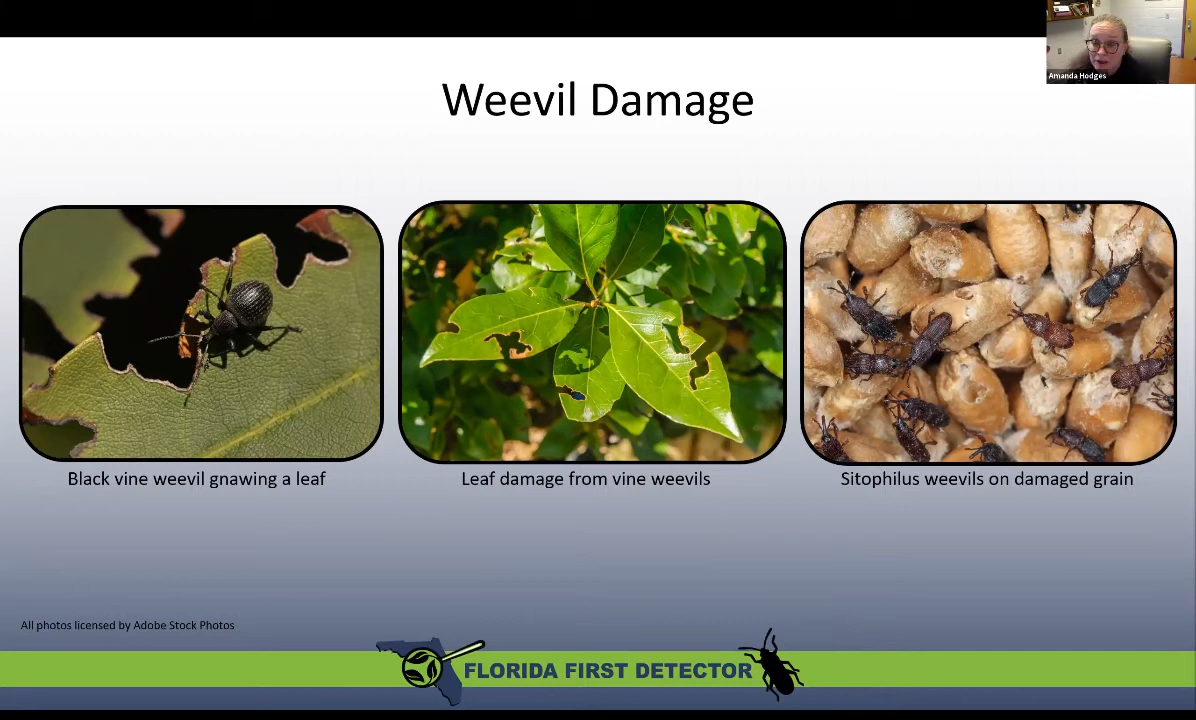 Amanda Hodges
Weevil Damage
Black vine weevil gnawing a leaf
Leaf damage from vine weevils
Sitophilus weevils on damaged grain
All photos licensed by Adobe Stock Photos
FLORIDA FIRST DETECTOR